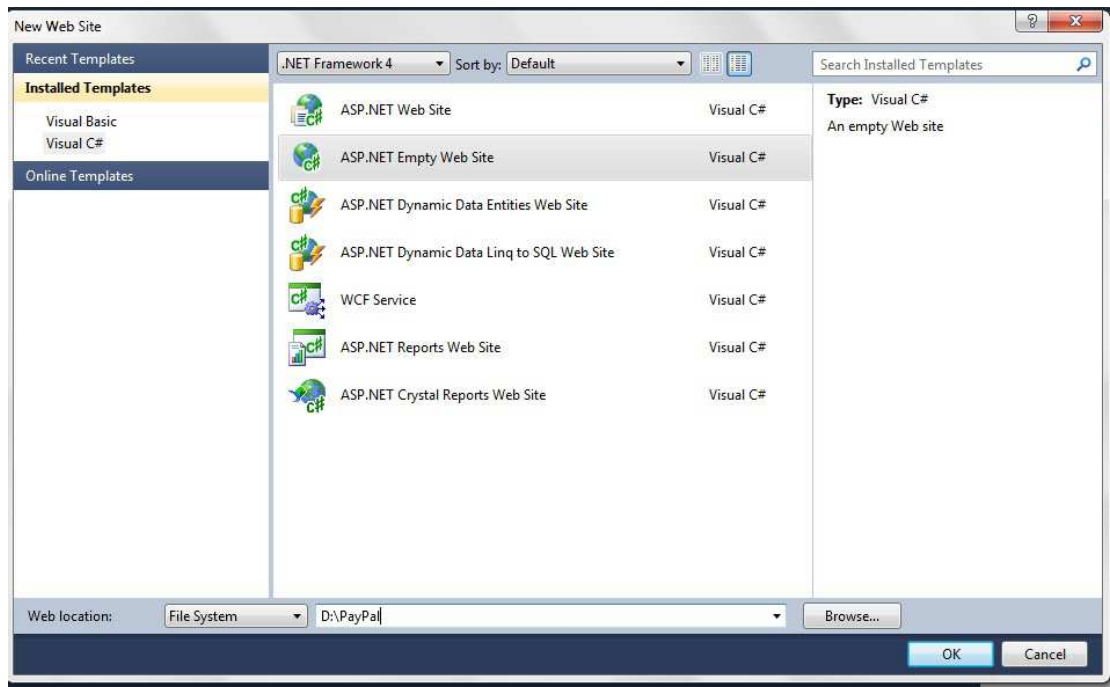 New Web Site
Recent Templates
Installed Templates
Visual Basic
Visual C#
Online Templates
.NET Framework 4 Sort by: Default
ASP.NET Web Site Visual C#
ASP.NET Empty Web Site Visual C#
ASP.NET Dynamic Data Entities Web Site Visual C#
ASP.NET Dynamic Data Linq to SQL Web Site Visual C#
WCF Service Visual C#
ASP.NET Reports Web Site Visual C#
ASP.NET Crystal Reports Web Site Visual C#
Search Installed Templates
Type: Visual C#
An empty Web site
Web location: File System D:\PayPal Browse...
OK Cancel